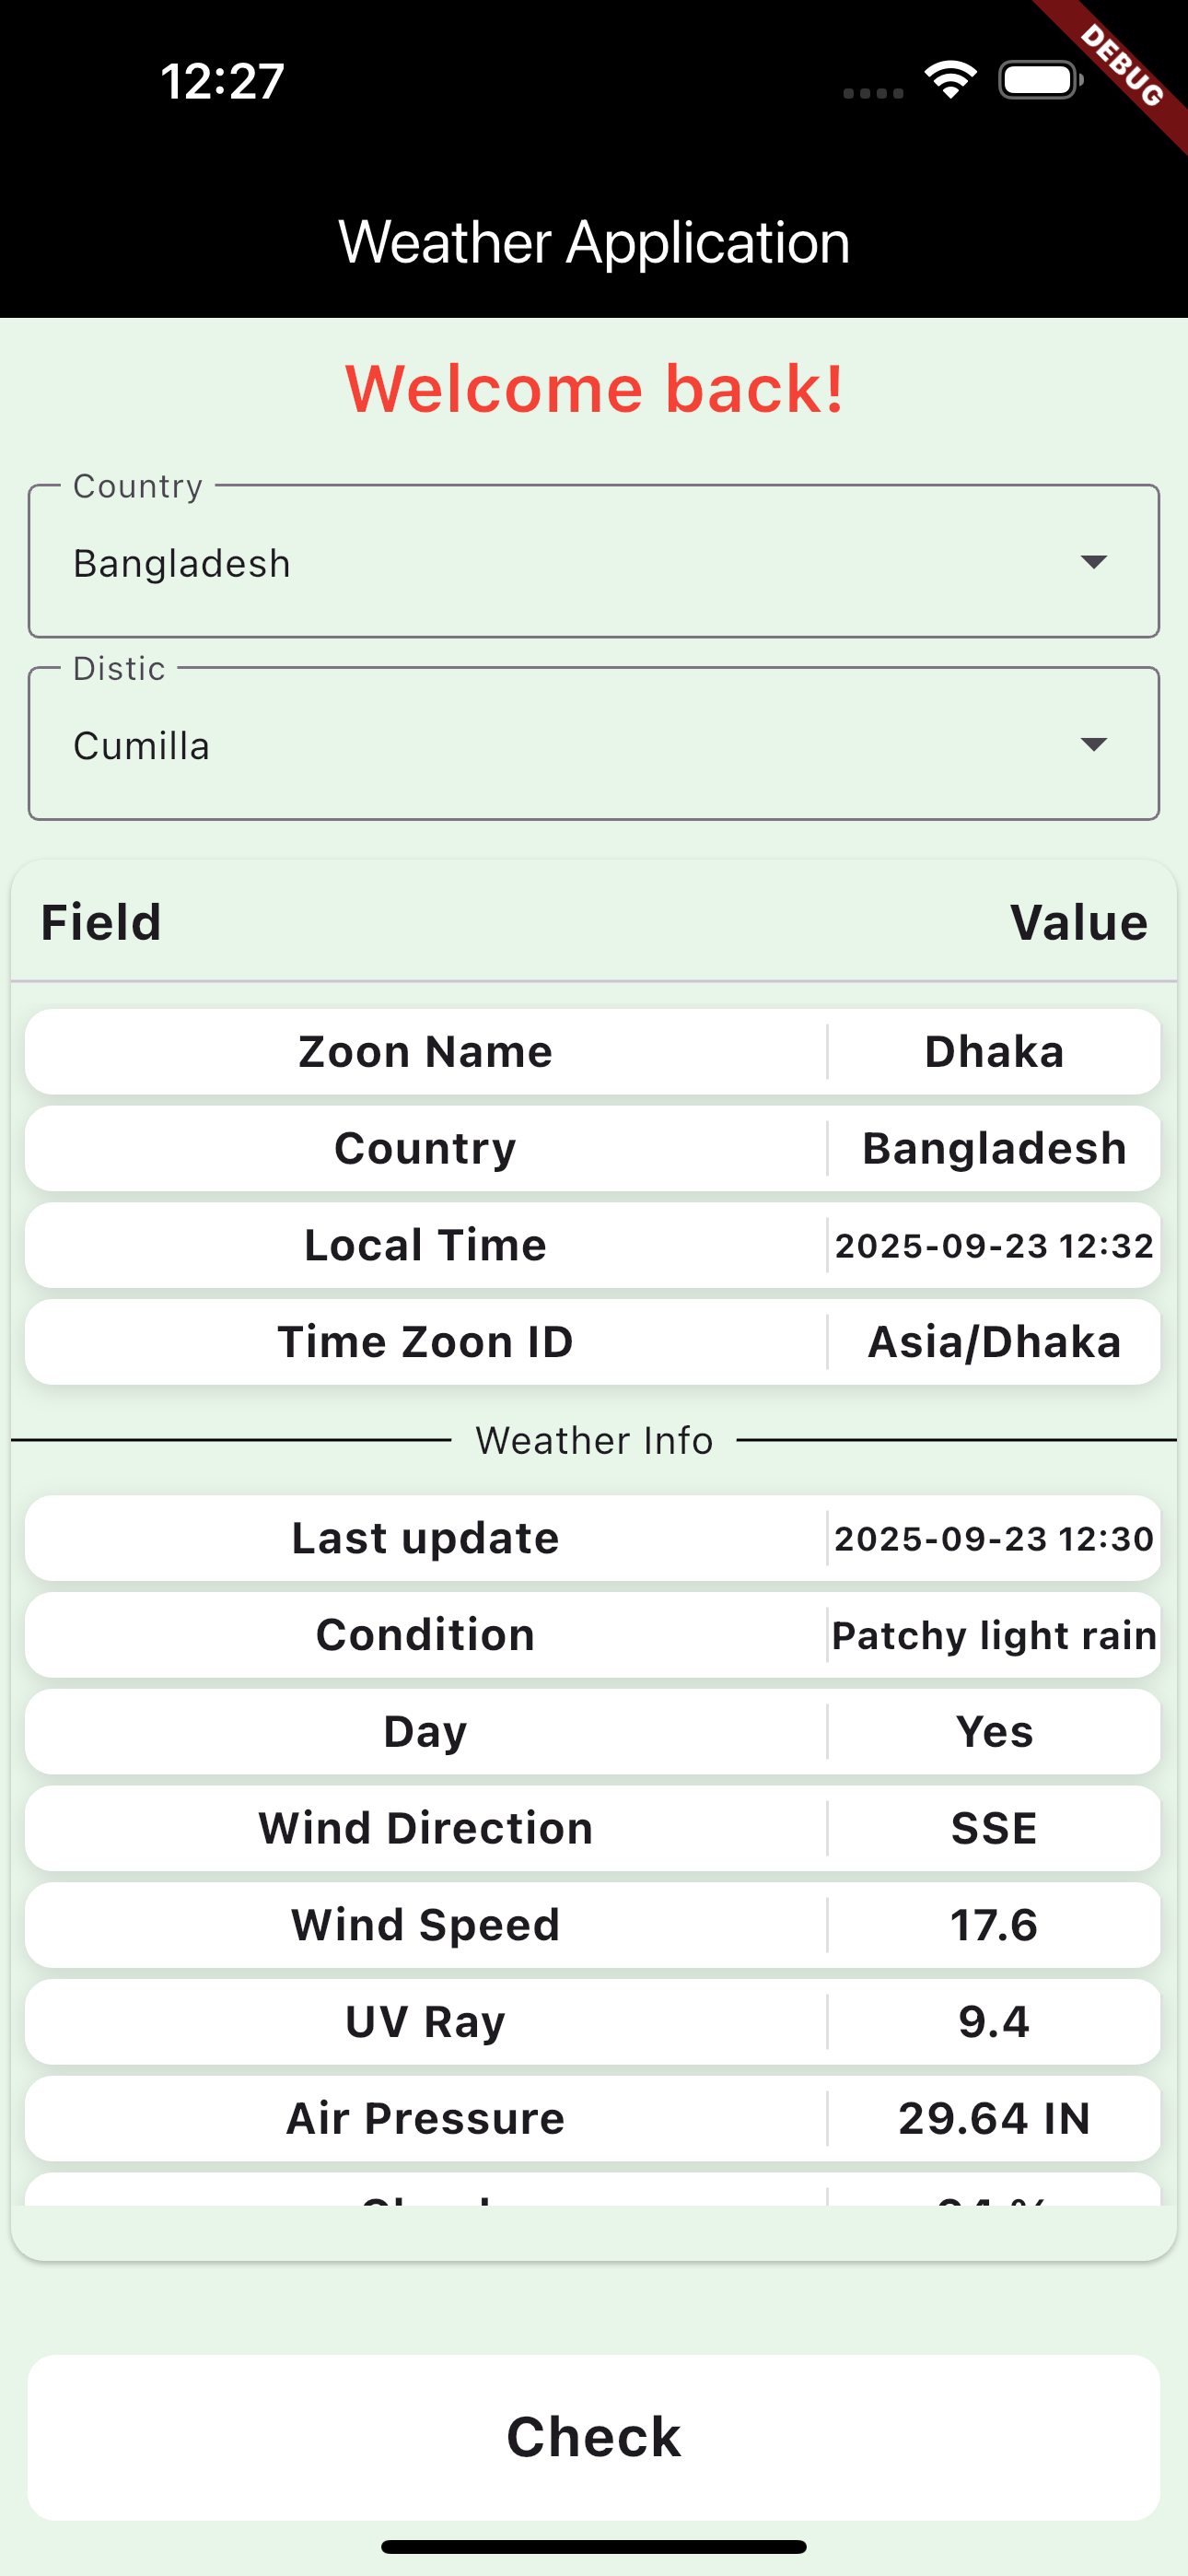 12:27
DEBUG
Weather Application
Welcome back!
Country
Bangladesh
Distic
Cumilla
Field Value
Zoon Name Dhaka
Country Bangladesh
Local Time 2025-09-23 12:32
Time Zoon ID Asia/Dhaka
Weather Info
Last update 2025-09-23 12:30
Condition Patchy light rain
Day Yes
Wind Direction SSE
Wind Speed 17.6
UV Ray 9.4
Air Pressure 29.64 IN
Check